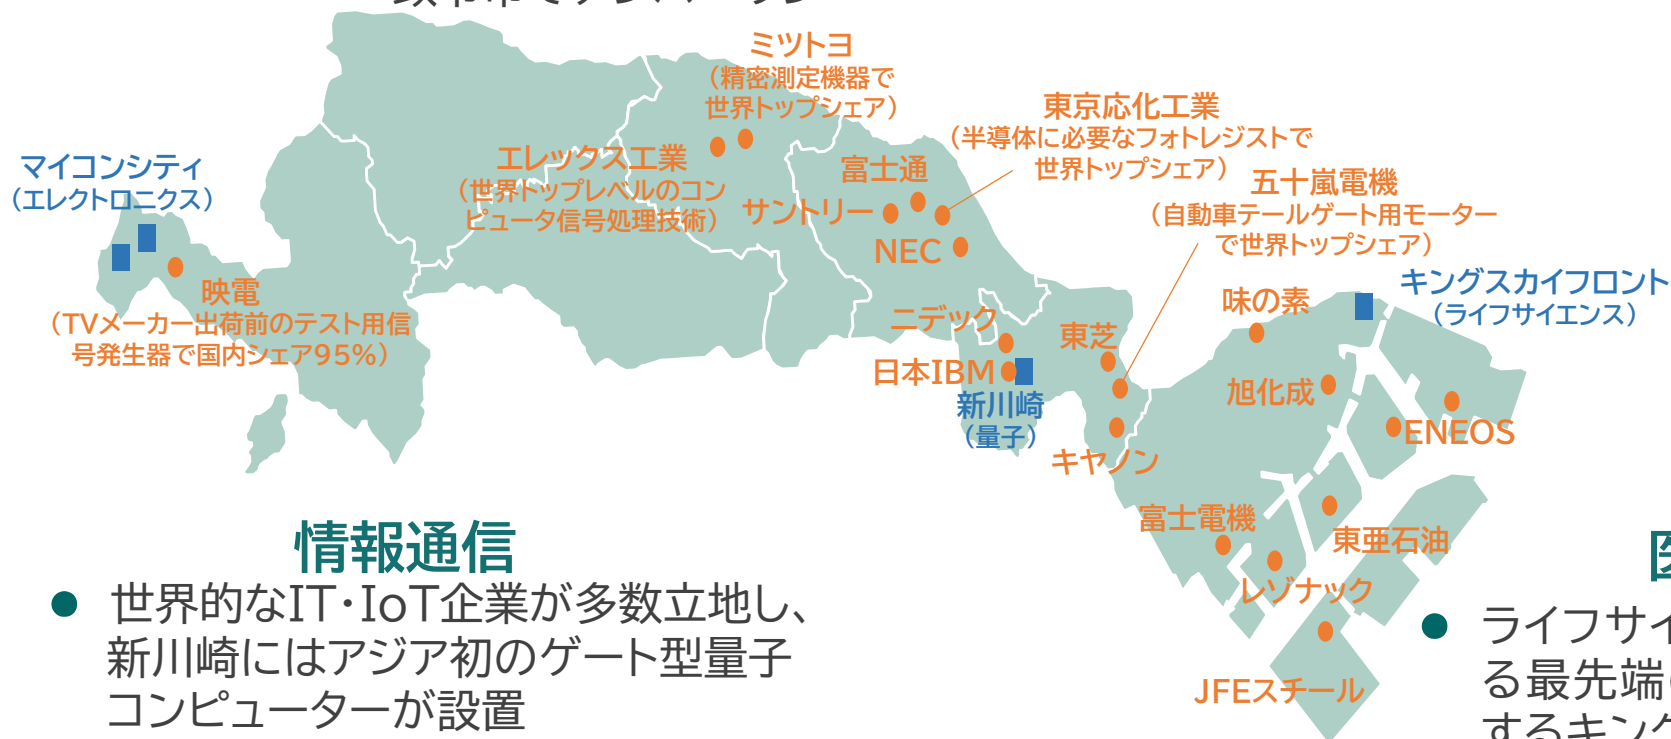 ミツトヨ
（精密測定機器で
世界トップシェア）
東京応化工業
（半導体に必要なフォトレジストで
世界トップシェア）
マイコンシティ
（エレクトロニクス）
エレックス工業
（世界トップレベルのコン
ピュータ信号処理技術）
富士通
サントリー
NEC
五十嵐電機
（自動車テールゲート用モーター
で世界トップシェア）
キングスカイフロント
（ライフサイエンス）
映電
（TVメーカー出荷前のテスト用信
号発生器で国内シェア95%）
味の素
ニデック
東芝
日本IBM
旭化成
新川崎
（量子）
ENEOS
キヤノン
富士電機
東亜石油
レゾナック
JFEスチール
情報通信
● 世界的なIT・IoT企業が多数立地し、
新川崎にはアジア初のゲート型量子
コンピューターが設置
● ライフサイ
る最先端
するキング